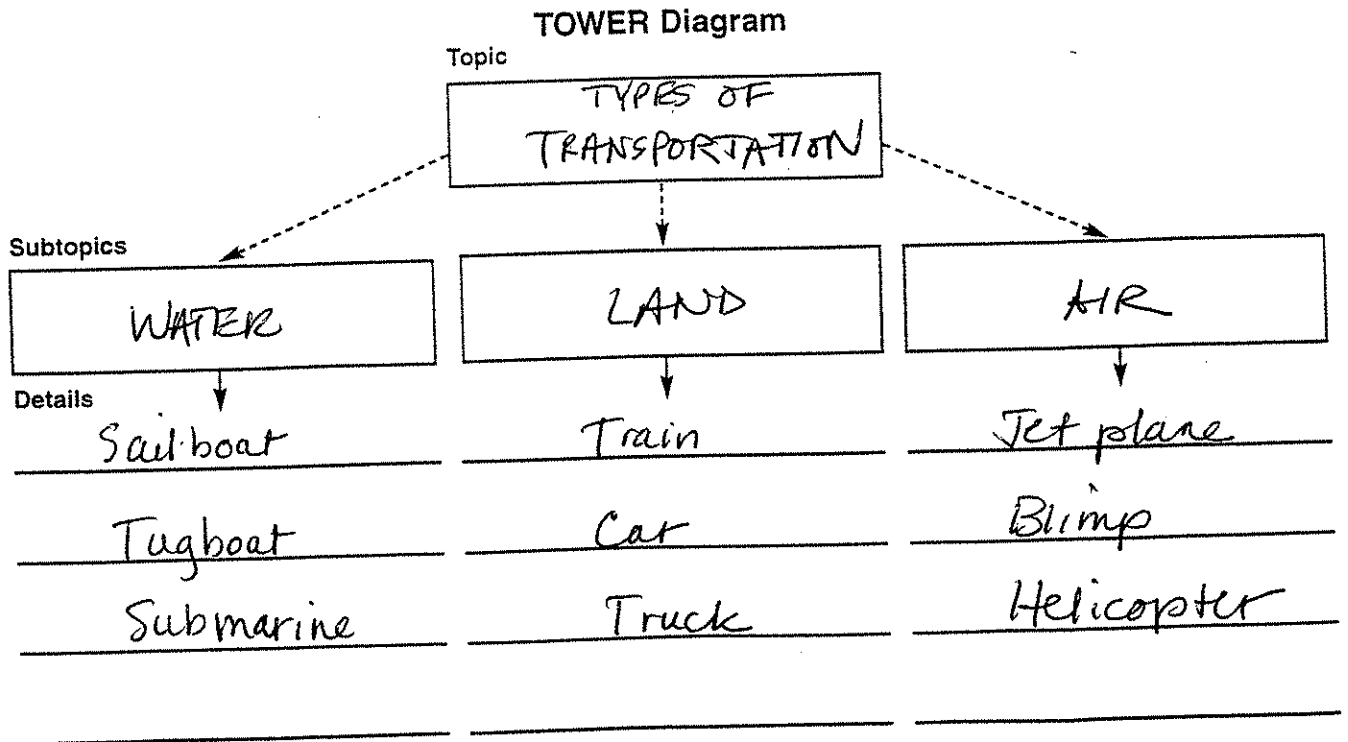 TOWER Diagram
Topic
TYPES OF
TRANSPORTATION
Subtopics
WATER
LAND
AIR
Details
Sailboat
Train
Jet plane
Tugboat
Car
Blimp
Submarine
Truck
Helicopter